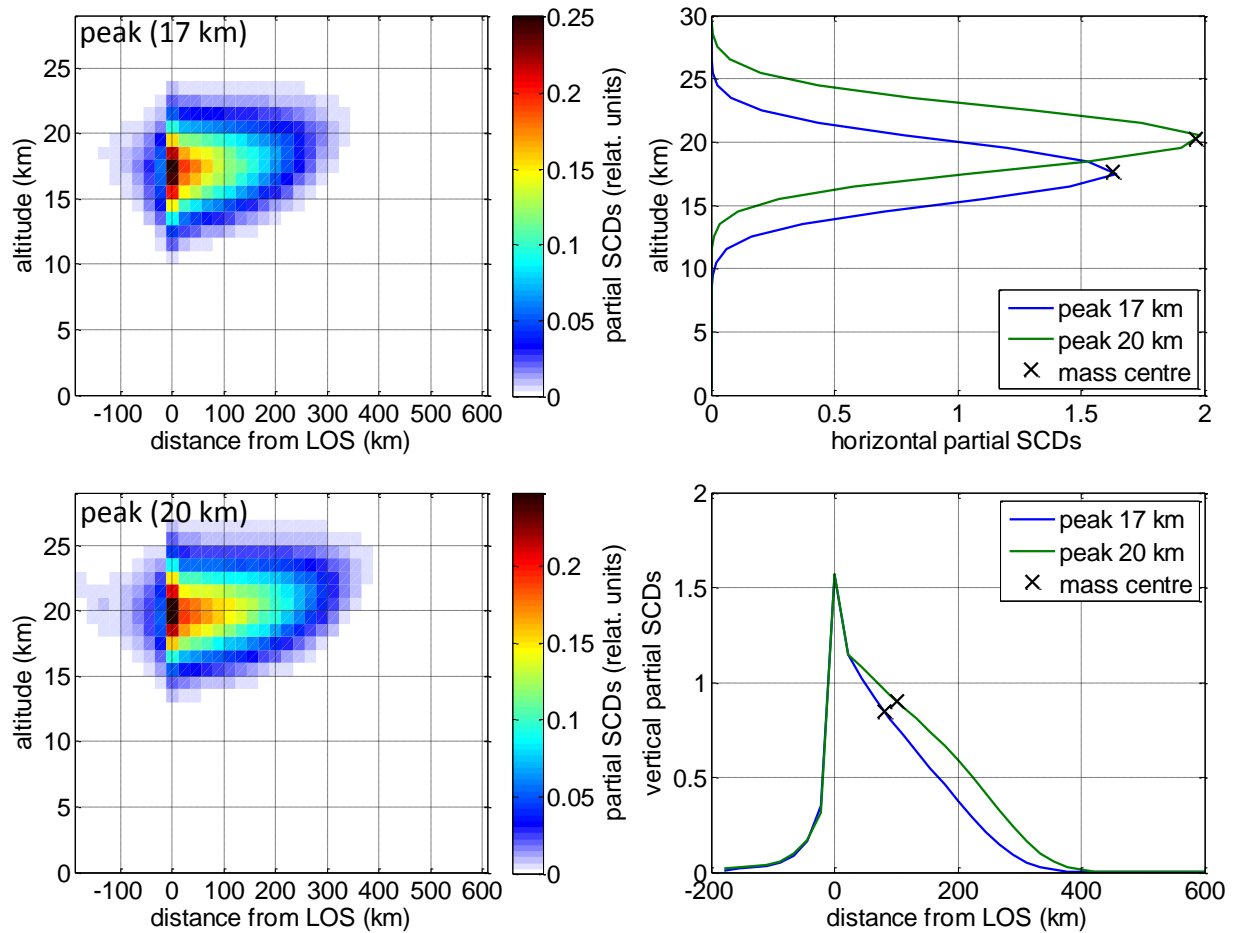 peak (17 km)
altitude (km)
25
20
15
10
5
0
-100 0 100 200 300 400 500 600
distance from LOS (km)
0.25
0.2
0.15
0.1
0.05
0
partial SCDs (relat. units)
altitude (km)
30
25
20
15
10
5
0
0 0.5 1 1.5 2
horizontal partial SCDs
peak 17 km
peak 20 km
mass centre
peak (20 km)
altitude (km)
25
20
15
10
5
0
-100 0 100 200 300 400 500 600
distance from LOS (km)
0.2
0.15
0.1
0.05
0
partial SCDs (relat. units)
vertical partial SCDs
2
1.5
1
0.5
0
-200 0 200 400 600
distance from LOS (km)
peak 17 km
peak 20 km
mass centre